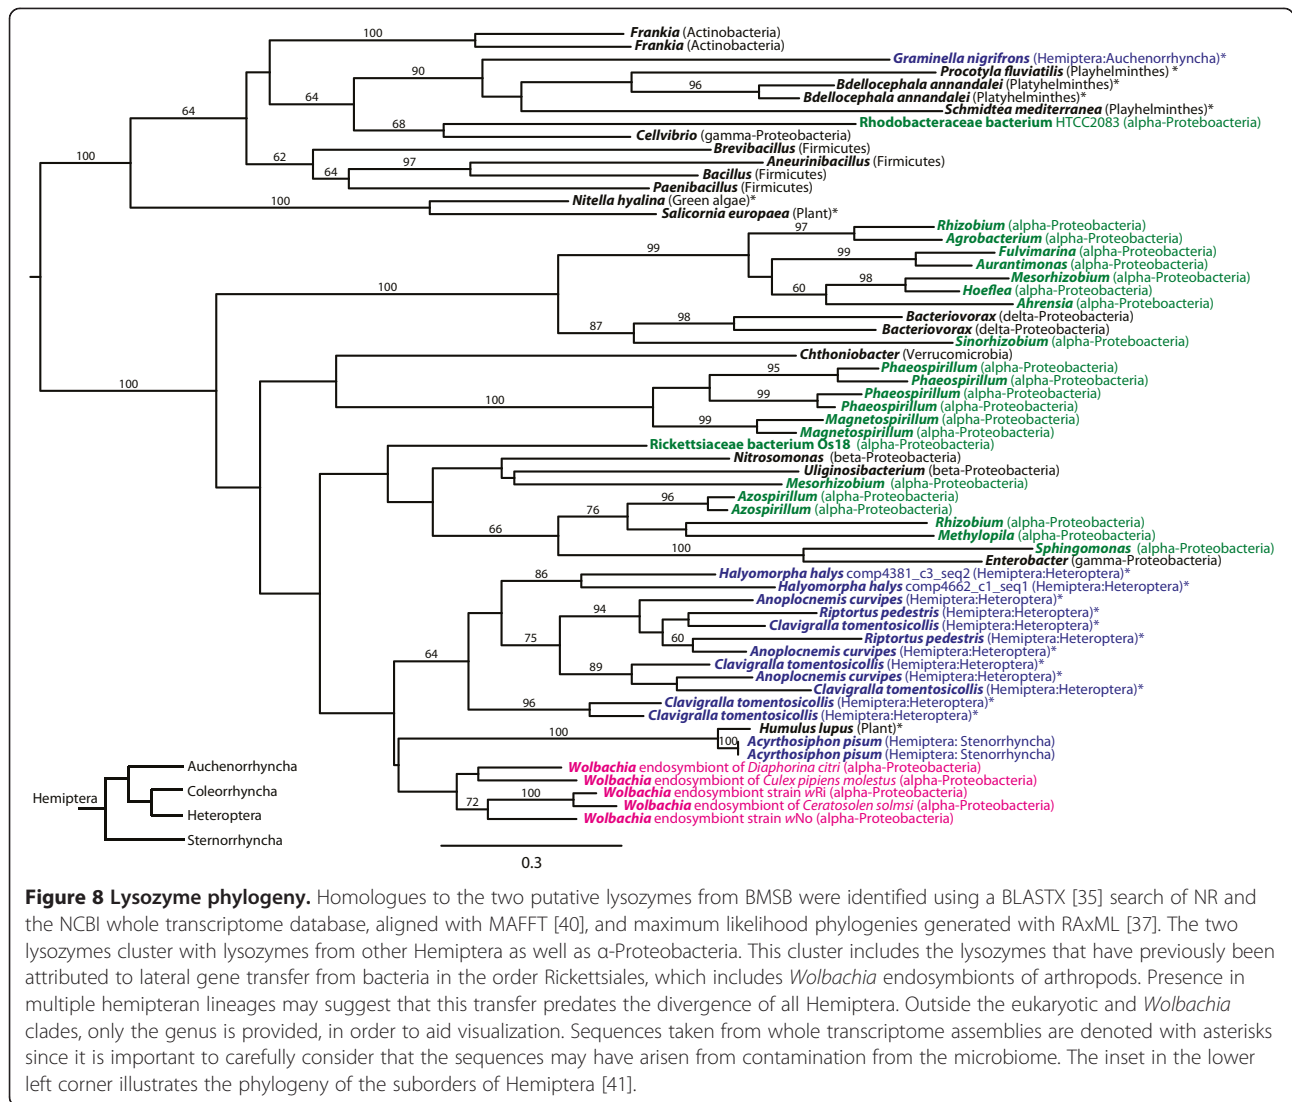 100
Frankia (Actinobacteria)
Frankia (Actinobacteria)
Graminella nigrifrons (Hemiptera:Auchenorrhyncha)*
90
Procotyla fluviatilis (Playhelminthes) *
96
Bdellocephala annandalei (Platyhelminthes)*
Bdellocephala annandalei (Platyhelminthes)*
64
Schmidtea mediterranea (Playhelminthes)*
64
68
Rhodobacteraceae bacterium HTCC2083 (alpha-Proteboacteria)
Cellvibrio (gamma-Proteobacteria)
Brevibacillus (Firmicutes)
100
62
97
Aneurinibacillus (Firmicutes)
64
Bacillus (Firmicutes)
Paenibacillus (Firmicutes)
100
Nitella hyalina (Green algae)*
Salicornia europaea (Plant)*
97
Rhizobium (alpha-Proteobacteria)
Agrobacterium (alpha-Proteobacteria)
99
99
Fulvimarina (alpha-Proteobacteria)
Aurantimonas (alpha-Proteobacteria)
98
Mesorhizobium (alpha-Proteobacteria)
100
60
Hoeflea (alpha-Proteobacteria)
Ahrensia (alpha-Proteboacteria)
98
Bacteriovorax (delta-Proteobacteria)
87
Bacteriovorax (delta-Proteobacteria)
Sinorhizobium (alpha-Proteboacteria)
Chthoniobacter (Verrucomicrobia)
95
Phaeospirillum (alpha-Proteobacteria)
100
Phaeospirillum (alpha-Proteobacteria)
99
Phaeospirillum (alpha-Proteobacteria)
100
Phaeospirillum (alpha-Proteobacteria)
99
Magnetospirillum (alpha-Proteobacteria)
Magnetospirillum (alpha-Proteobacteria)
Rickettsiaceae bacterium Os18 (alpha-Proteobacteria)
Nitrosomonas (beta-Proteobacteria)
Uliginosibacterium (beta-Proteobacteria)
Mesorhizobium (alpha-Proteobacteria)
96
Azospirillum (alpha-Proteobacteria)
76
Azospirillum (alpha-Proteobacteria)
66
Rhizobium (alpha-Proteobacteria)
Methylopila (alpha-Proteobacteria)
100
Sphingomonas (alpha-Proteobacteria)
Enterobacter (gamma-Proteobacteria)
86
Halyomorpha halys comp4381_c3_seq2 (Hemiptera:Heteroptera)*
Halyomorpha halys comp4662_c1_seq1 (Hemiptera:Heteroptera)*
94
Anoplocnemis curvipes (Hemiptera:Heteroptera)*
Riptortus pedestris (Hemiptera:Heteroptera)*
Clavigralla tomentosicollis (Hemiptera:Heteroptera)*
75
60
Riptortus pedestris (Hemiptera:Heteroptera)*
Anoplocnemis curvipes (Hemiptera:Heteroptera)*
64
89
Clavigralla tomentosicollis (Hemiptera:Heteroptera)*
Anoplocnemis curvipes (Hemiptera:Heteroptera)*
Clavigralla tomentosicollis (Hemiptera:Heteroptera)*
96
Clavigralla tomentosicollis (Hemiptera:Heteroptera)*
Clavigralla tomentosicollis (Hemiptera:Heteroptera)*
100
Humulus lupus (Plant)*
100
Acyrthosiphon pisum (Hemiptera: Stenorrhyncha)
Acyrthosiphon pisum (Hemiptera: Stenorrhyncha)
Wolbachia endosymbiont of Diaphorina citri (alpha-Proteobacteria)
Wolbachia endosymbiont of Culex pipiens molestus (alpha-Proteobacteria)
100
Wolbachia endosymbiont strain wRi (alpha-Proteobacteria)
72
Wolbachia endosymbiont of Ceratosolen solmsi (alpha-Proteobacteria)
Wolbachia endosymbiont strain wNo (alpha-Proteobacteria)
Auchenorrhyncha
Hemiptera
Coleorrhyncha
Heteroptera
Sternorrhyncha
0.3
Figure 8 Lysozyme phylogeny. Homologues to the two putative lysozymes from BMSB were identified using a BLASTX [35] search of NR and
the NCBI whole transcriptome database, aligned with MAFFT [40], and maximum likelihood phylogenies generated with RAxML [37]. The two
lysozymes cluster with lysozymes from other Hemiptera as well as α-Proteobacteria. This cluster includes the lysozymes that have previously been
attributed to lateral gene transfer from bacteria in the order Rickettsiales, which includes Wolbachia endosymbionts of arthropods. Presence in
multiple hemipteran lineages may suggest that this transfer predates the divergence of all Hemiptera. Outside the eukaryotic and Wolbachia
clades, only the genus is provided, in order to aid visualization. Sequences taken from whole transcriptome assemblies are denoted with asterisks
since it is important to carefully consider that the sequences may have arisen from contamination from the microbiome. The inset in the lower
left corner illustrates the phylogeny of the suborders of Hemiptera [41].